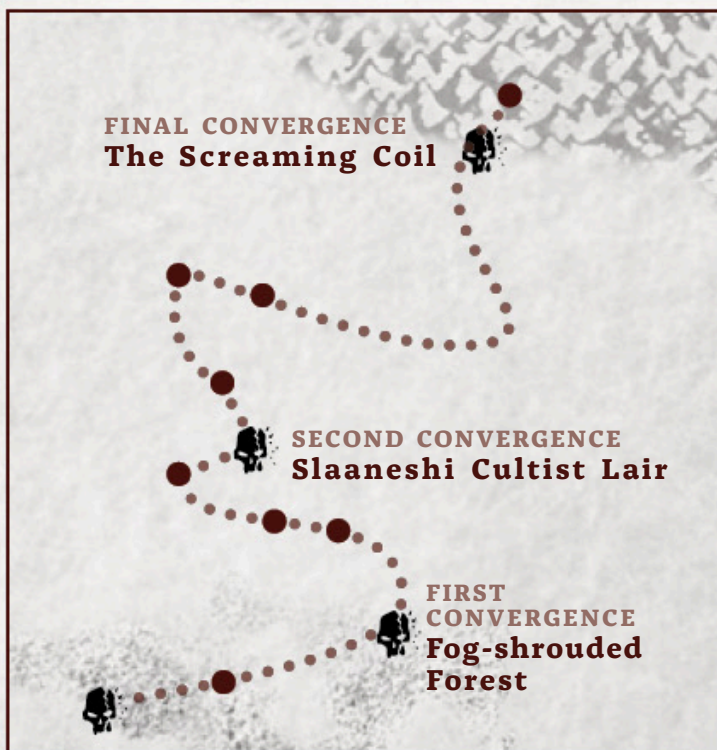 FINAL CONVERGENCE
The Screaming Coil
SECOND CONVERGENCE
Slaaneshi Cultist Lair
FIRST
CONVERGENCE
Fog-shrouded
Forest